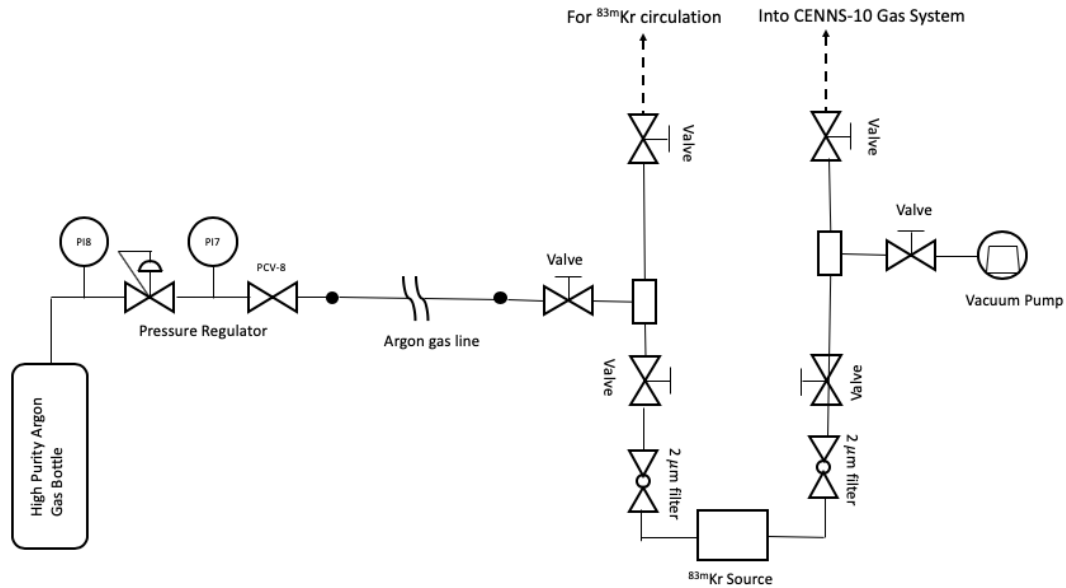 For ⁸³ᵐKr circulation
Into CENNS-10 Gas System
Valve
Valve
PI8
PI7
PCV-8
Valve
Valve
Vacuum Pump
Pressure Regulator
Argon gas line
Valve
Valve
High Purity Argon
Gas Bottle
2 μm filter
2 μm filter
⁸³ᵐKr Source